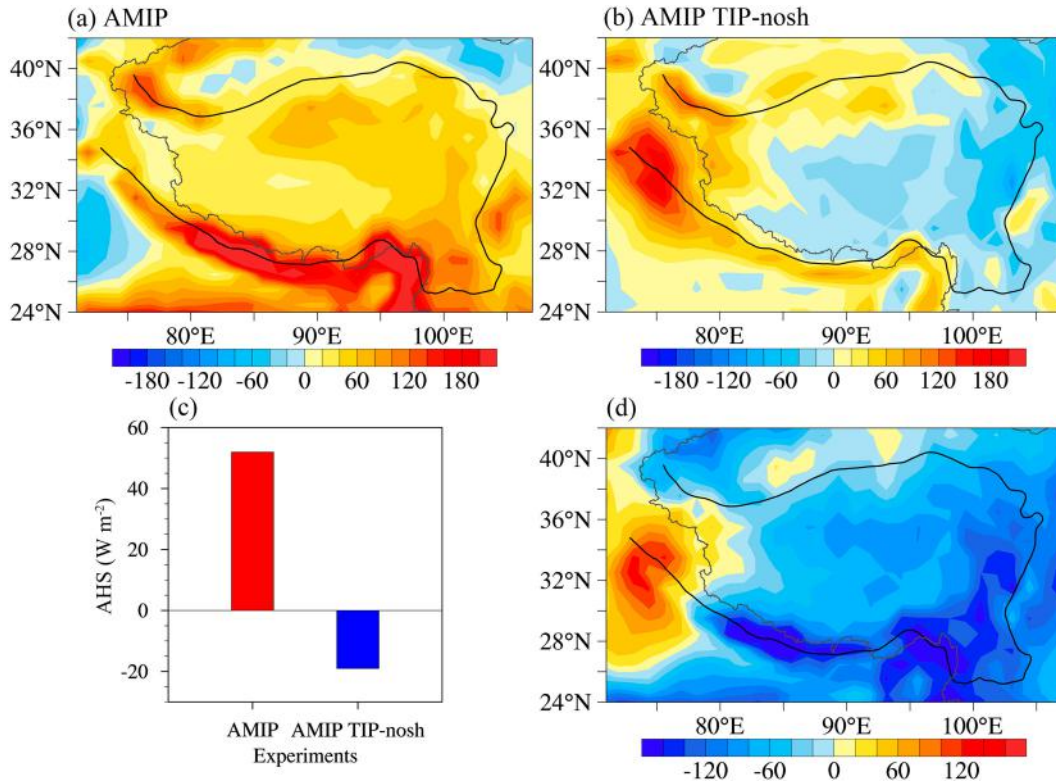 (a) AMIP
(b) AMIP TIP-nosh
40°N
36°N
32°N
28°N
24°N
80°E 90°E 100°E
-180 -120 -60 0 60 120 180
40°N
36°N
32°N
28°N
24°N
80°E 90°E 100°E
-180 -120 -60 0 60 120 180
(c)
60
40
20
0
-20
AHS (W m⁻²)
AMIP AMIP TIP-nosh
Experiments
(d)
40°N
36°N
32°N
28°N
24°N
80°E 90°E 100°E
-120 -60 0 60 120 180